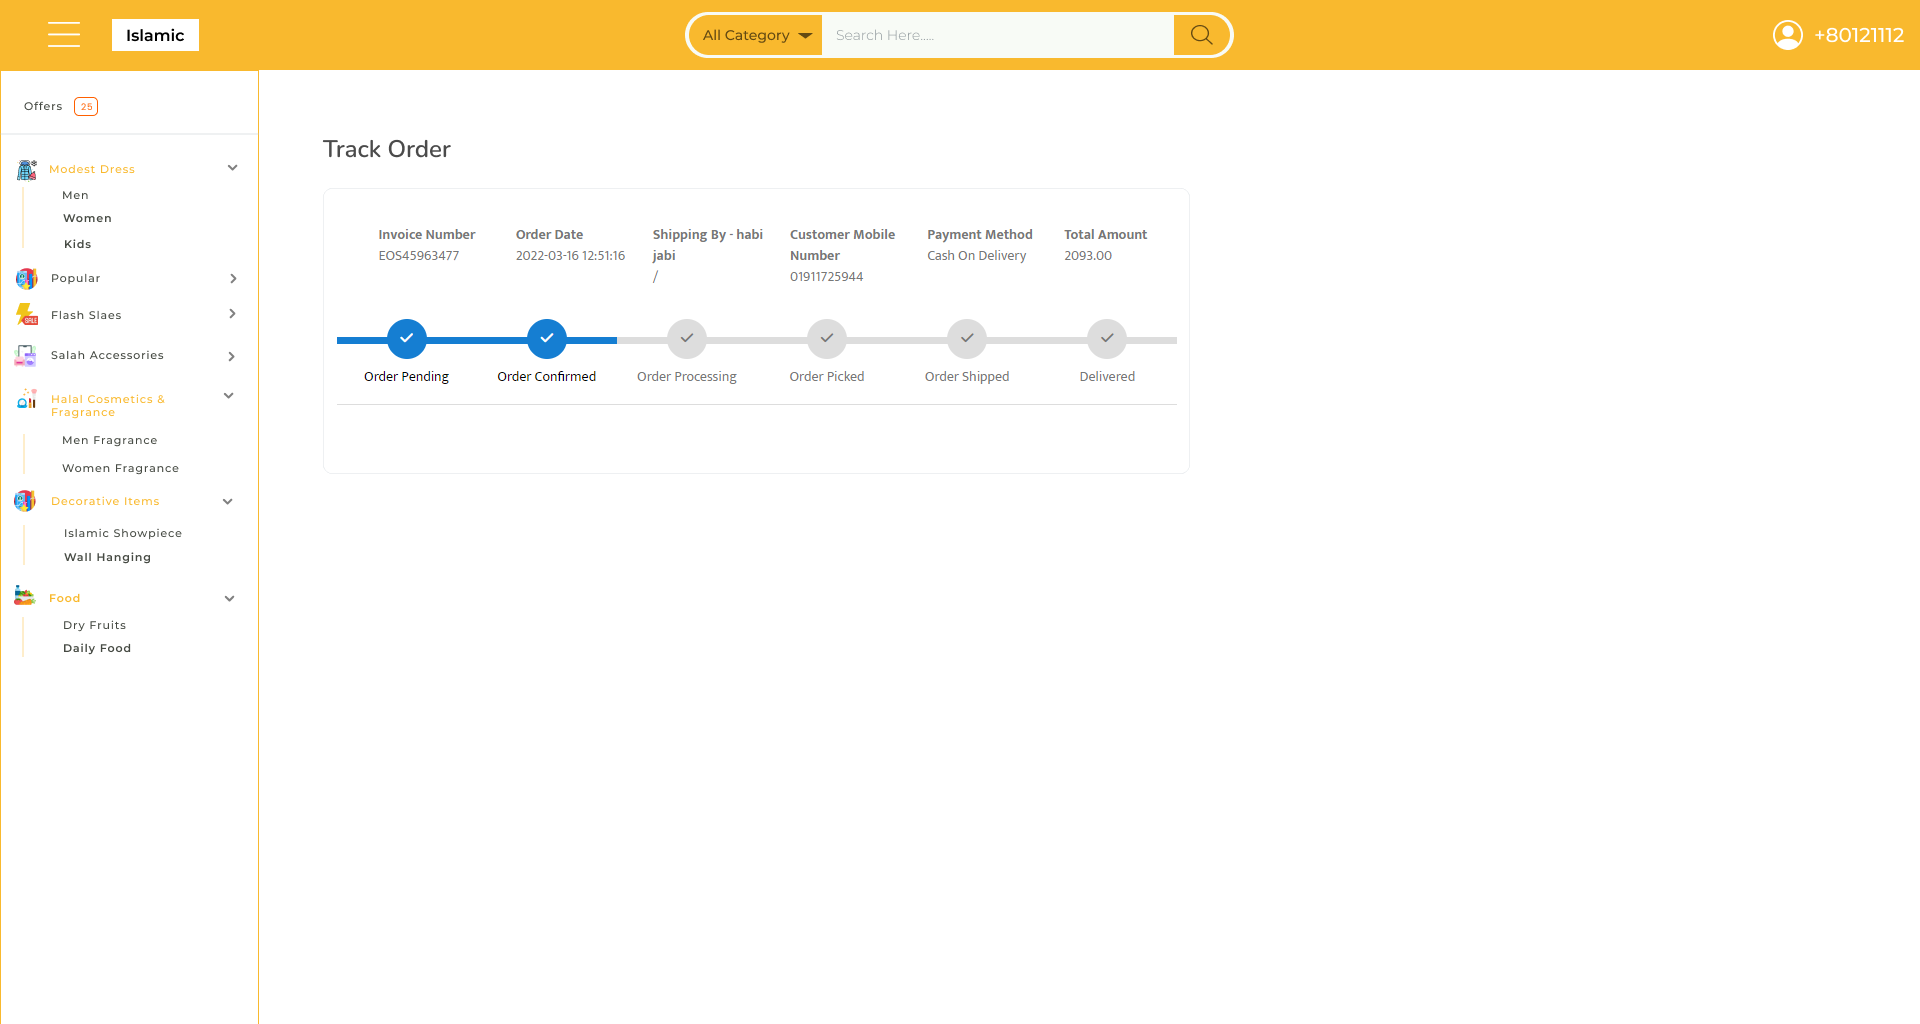 Islamic
All Category
Search Here.....
+80121112
Offers 25
Modest Dress
Men
Women
Kids
Popular
Flash Slaes
SALE
Salah Accessories
Halal Cosmetics &
Fragrance
Men Fragrance
Women Fragrance
Decorative Items
Islamic Showpiece
Wall Hanging
Food
Dry Fruits
Daily Food
Track Order
Invoice Number
EOS45963477
Order Date
2022-03-16 12:51:16
Shipping By - habi
jabi
/
Customer Mobile
Number
01911725944
Payment Method
Cash On Delivery
Total Amount
2093.00
Order Pending
Order Confirmed
Order Processing
Order Picked
Order Shipped
Delivered